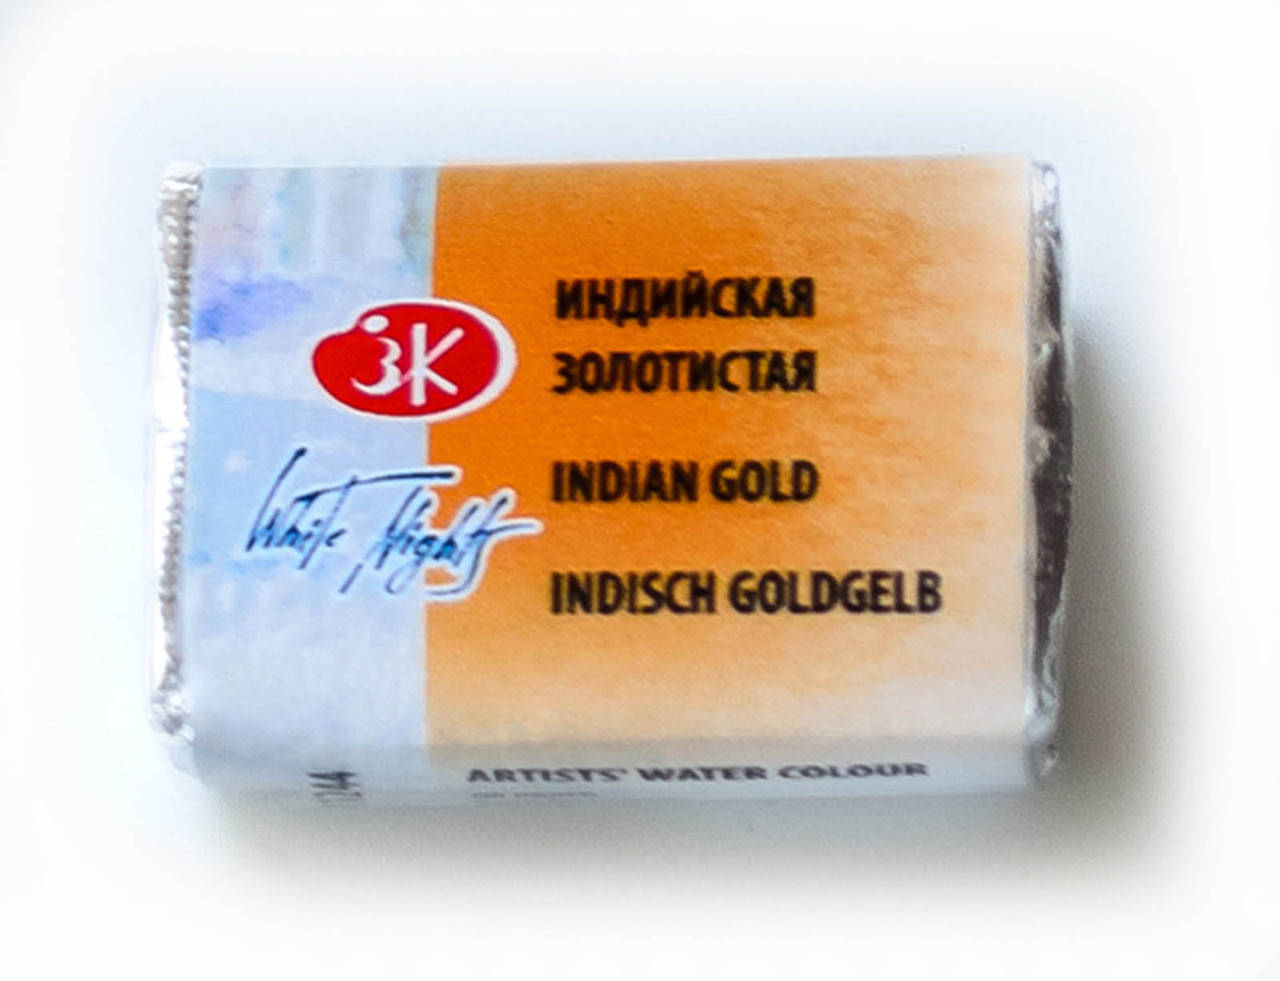 ИНДИЙСКАЯ
ЗОЛОТИСТАЯ
ЗК
INDIAN GOLD
White Nights
INDISCH GOLDGELB
ARTISTS' WATER COLOUR